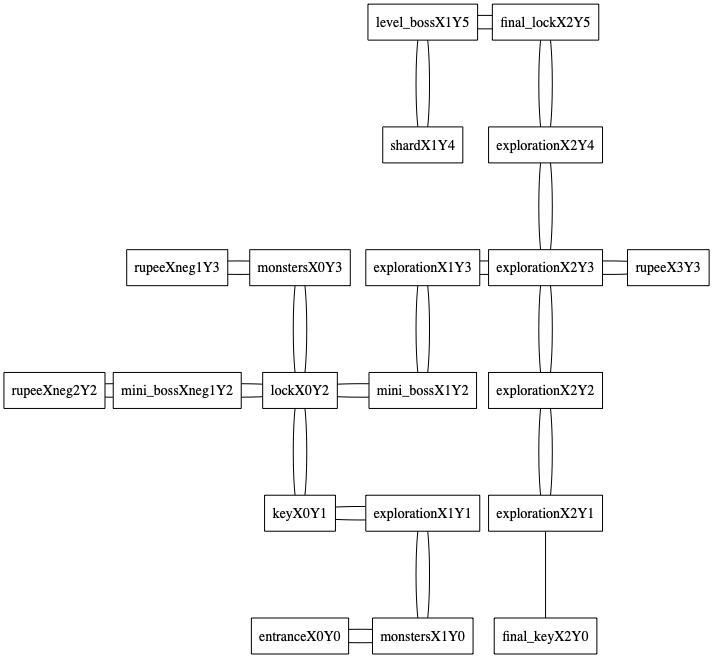 level_bossX1Y5
final_lockX2Y5
shardX1Y4
explorationX2Y4
rupeeXneg1Y3
monstersX0Y3
explorationX1Y3
explorationX2Y3
rupeeX3Y3
rupeeXneg2Y2
mini_bossXneg1Y2
lockX0Y2
mini_bossX1Y2
explorationX2Y2
keyX0Y1
explorationX1Y1
explorationX2Y1
entranceX0Y0
monstersX1Y0
final_keyX2Y0